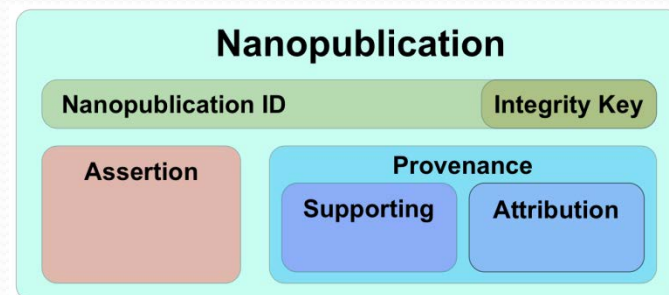 Nanopublication
Nanopublication ID Integrity Key
Assertion
Provenance
Supporting
Attribution